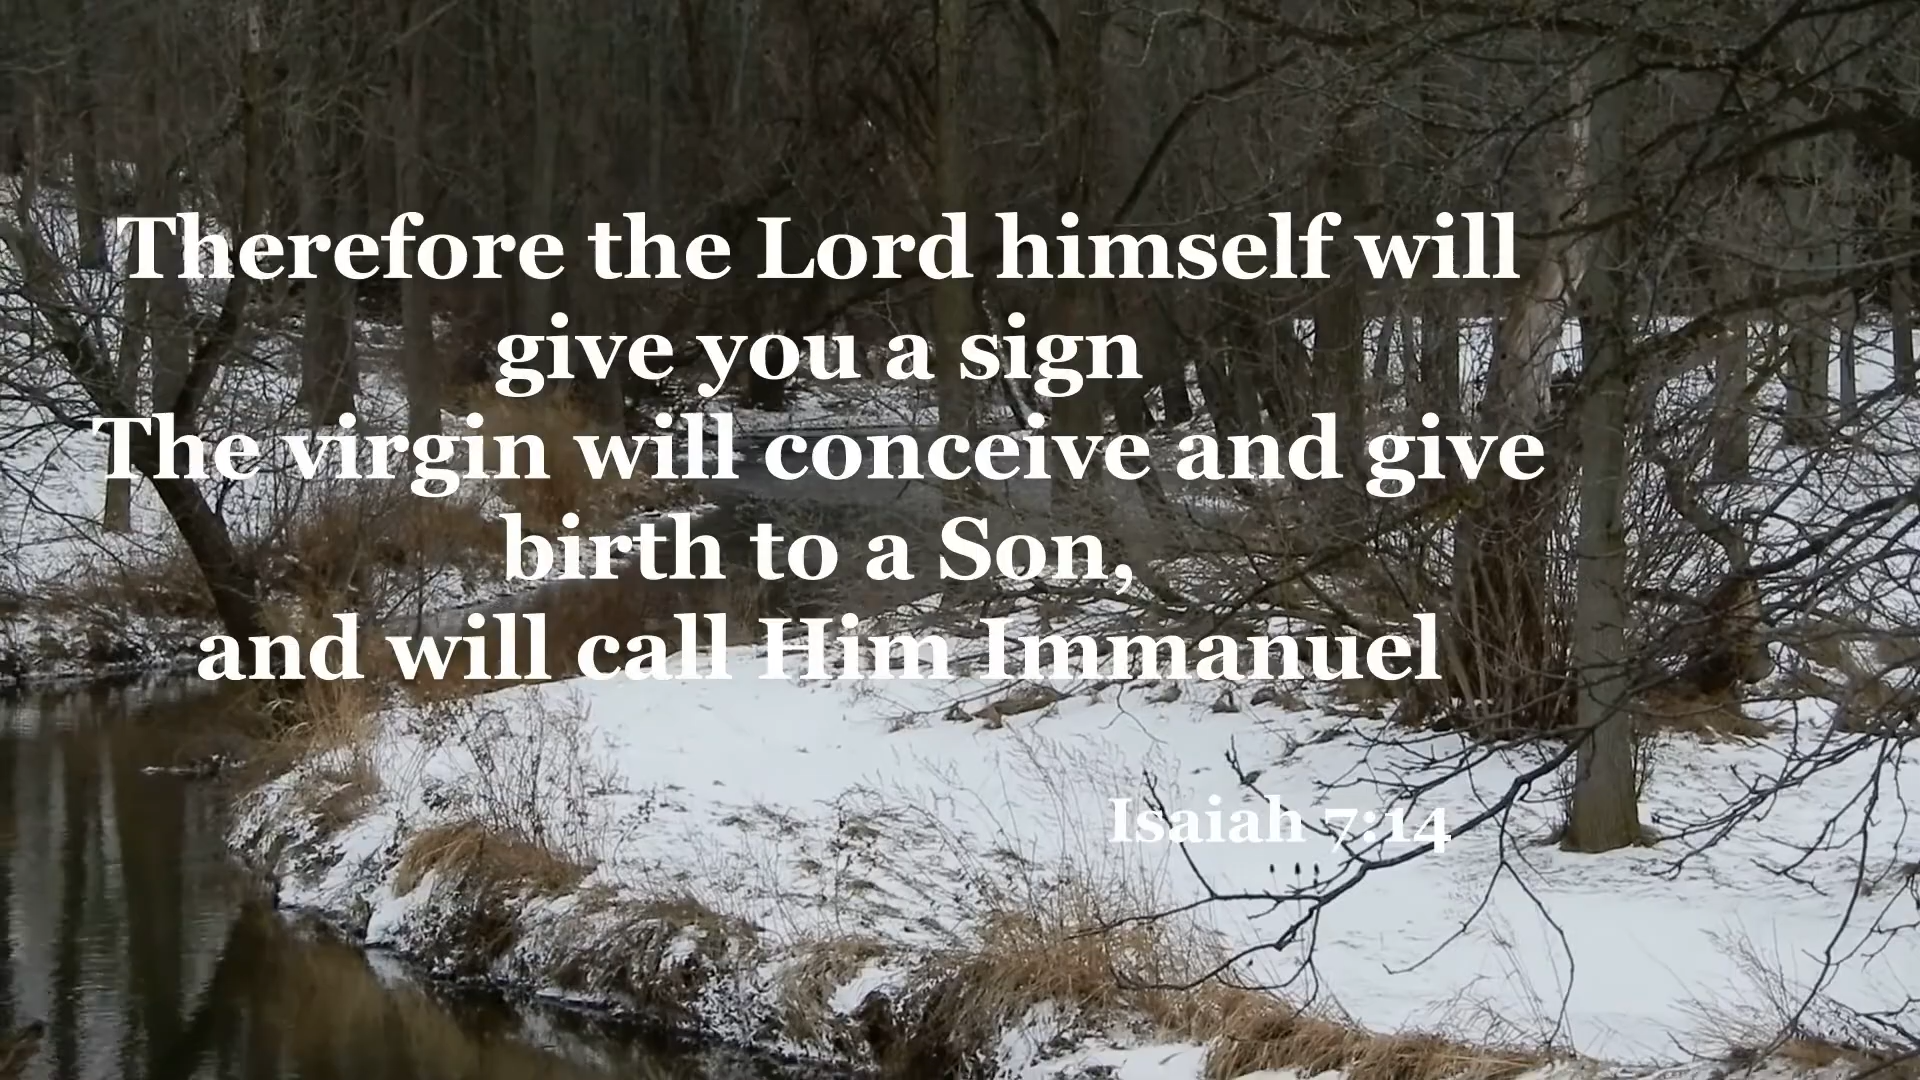 Therefore the Lord himself will
give you a sign
The virgin will conceive and give
birth to a Son,
and will call Him Immanuel
Isaiah 7:14